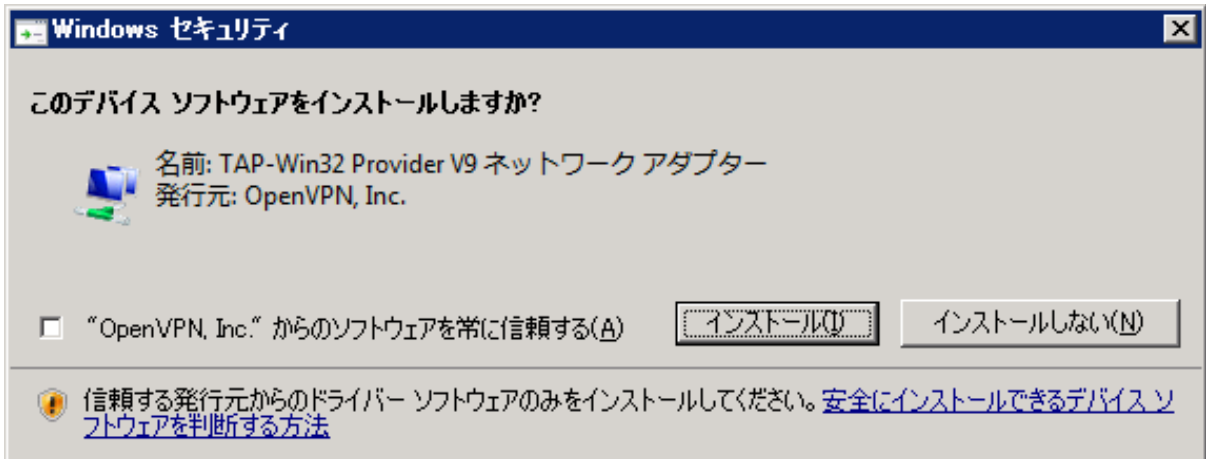 Windows セキュリティ
このデバイス ソフトウェアをインストールしますか?
名前: TAP-Win32 Provider V9 ネットワーク アダプター
発行元: OpenVPN, Inc.
"OpenVPN, Inc." からのソフトウェアを常に信頼する(A)
インストール(I)
インストールしない(N)
信頼する発行元からのドライバー ソフトウェアのみをインストールしてください。安全にインストールできるデバイス ソ
フトウェアを判断する方法